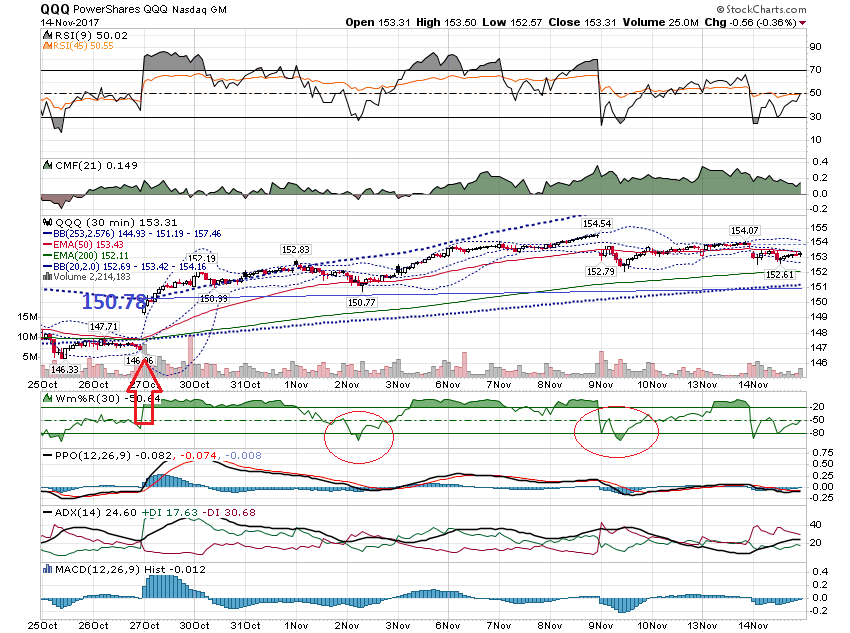 QQQ PowerShares QQQ Nasdaq GM
© StockCharts.com
14-Nov-2017
Open 153.31 High 153.50 Low 152.57 Close 153.31 Volume 25.0M Chg -0.56 (-0.36%)
RSI(9) 50.02
RSI(45) 50.55
90
70
50
30
10
CMF(21) 0.149
0.4
0.2
0.0
-0.2
QQQ (30 min) 153.31
BB(253,2.576) 144.93 - 151.19 - 157.46
EMA(50) 153.43
EMA(200) 152.11
BB(20,2.0) 152.69 - 153.42 - 154.16
Volume 2,214,183
155
154
153
152
151
150
149
148
147
146
15M
10M
5M
154.54
154.07
152.83
152.19
152.79
152.61
150.78
150.99
150.77
147.71
146.33
25Oct 26Oct 27Oct 30Oct 31Oct 1Nov 2Nov 3Nov 6Nov 7Nov 8Nov 9Nov 10Nov 13Nov 14Nov
Wm%R(30) -50.64
-20
-50
-80
PPO(12,26,9) -0.082, -0.074, -0.008
0.75
0.50
0.25
0.00
-0.25
ADX(14) 24.60 +DI 17.63 -DI 30.68
40
20
MACD(12,26,9) Hist -0.012
0.4
0.2
0.0
-0.2
25Oct 26Oct 27Oct 30Oct 31Oct 1Nov 2Nov 3Nov 6Nov 7Nov 8Nov 9Nov 10Nov 13Nov 14Nov